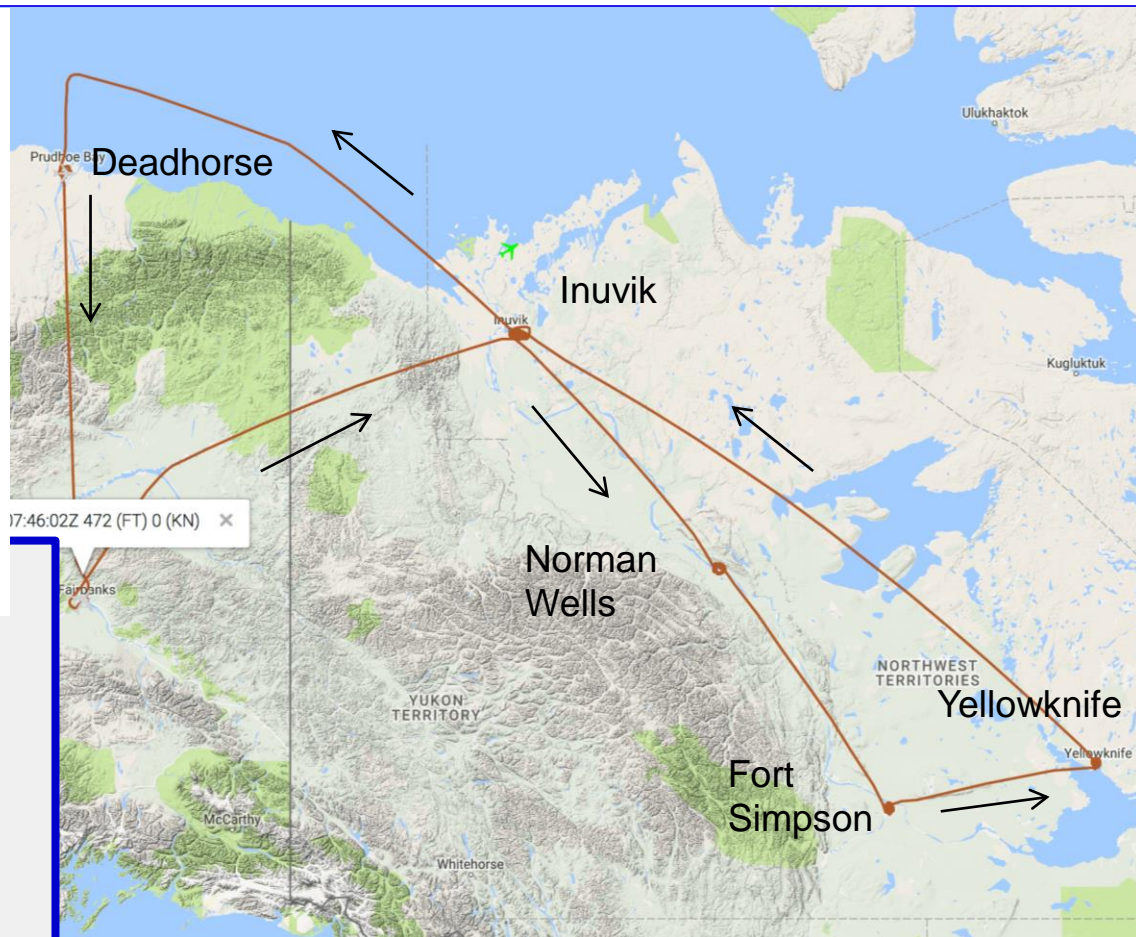 Ulukhaktok
Prudhoe Bay
Deadhorse
Inuvik
Inuvik
Kugluktuk
07:46:02Z 472 (FT) 0 (KN) ×
Norman
Wells
Fairbanks
NORTHWEST
TERRITORIES
YUKON
TERRITORY
Yellowknife
Yellowknife
Fort
Simpson
McCarthy
Whitehorse